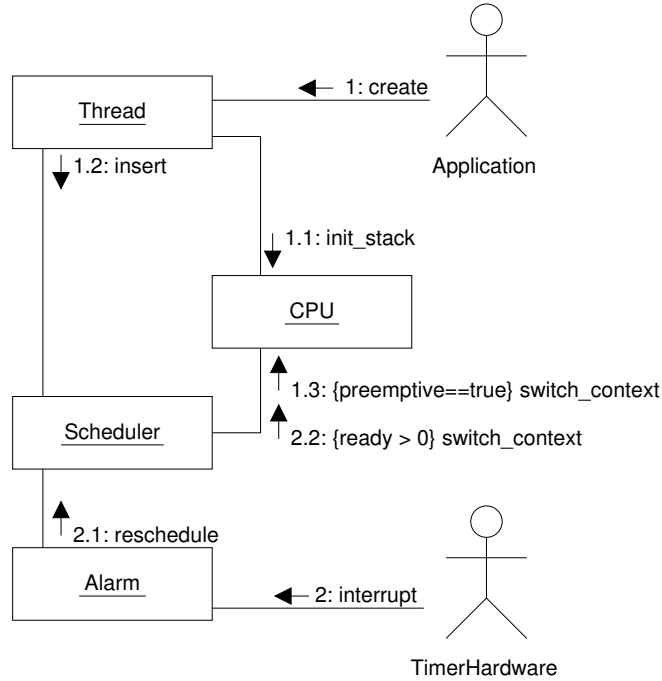 1: create
Thread
Application
1.2: insert
1.1: init_stack
CPU
1.3: {preemptive==true} switch_context
Scheduler
2.2: {ready > 0} switch_context
2.1: reschedule
Alarm
2: interrupt
TimerHardware